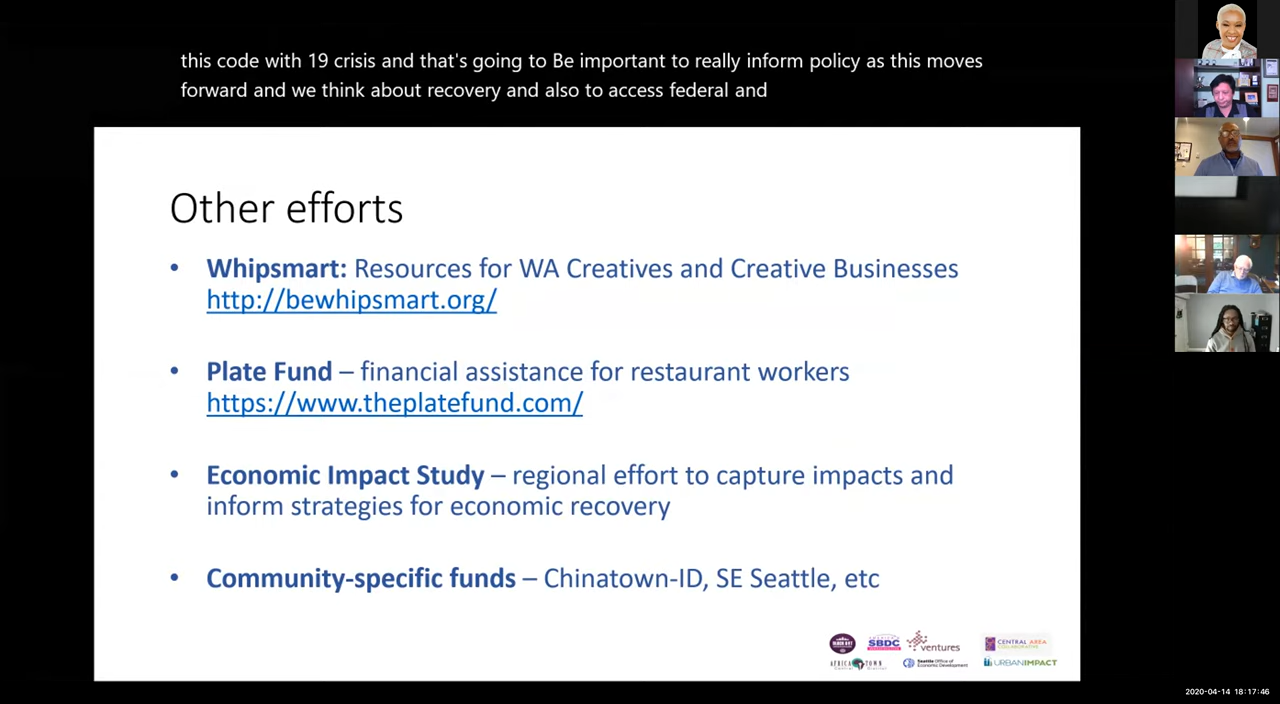 this code with 19 crisis and that's going to Be important to really inform policy as this moves
forward and we think about recovery and also to access federal and
Other efforts
• Whipsmart: Resources for WA Creatives and Creative Businesses
http://bewhipsmart.org/
• Plate Fund – financial assistance for restaurant workers
https://www.theplatefund.com/
• Economic Impact Study – regional effort to capture impacts and
inform strategies for economic recovery
• Community-specific funds – Chinatown-ID, SE Seattle, etc
SBDC
ventures
CENTRAL AREA
COLLABORATIVE
AFRICATOWN
Seattle Office of
Economic Development
URBANIMPACT
2020-04-14 18:17:46